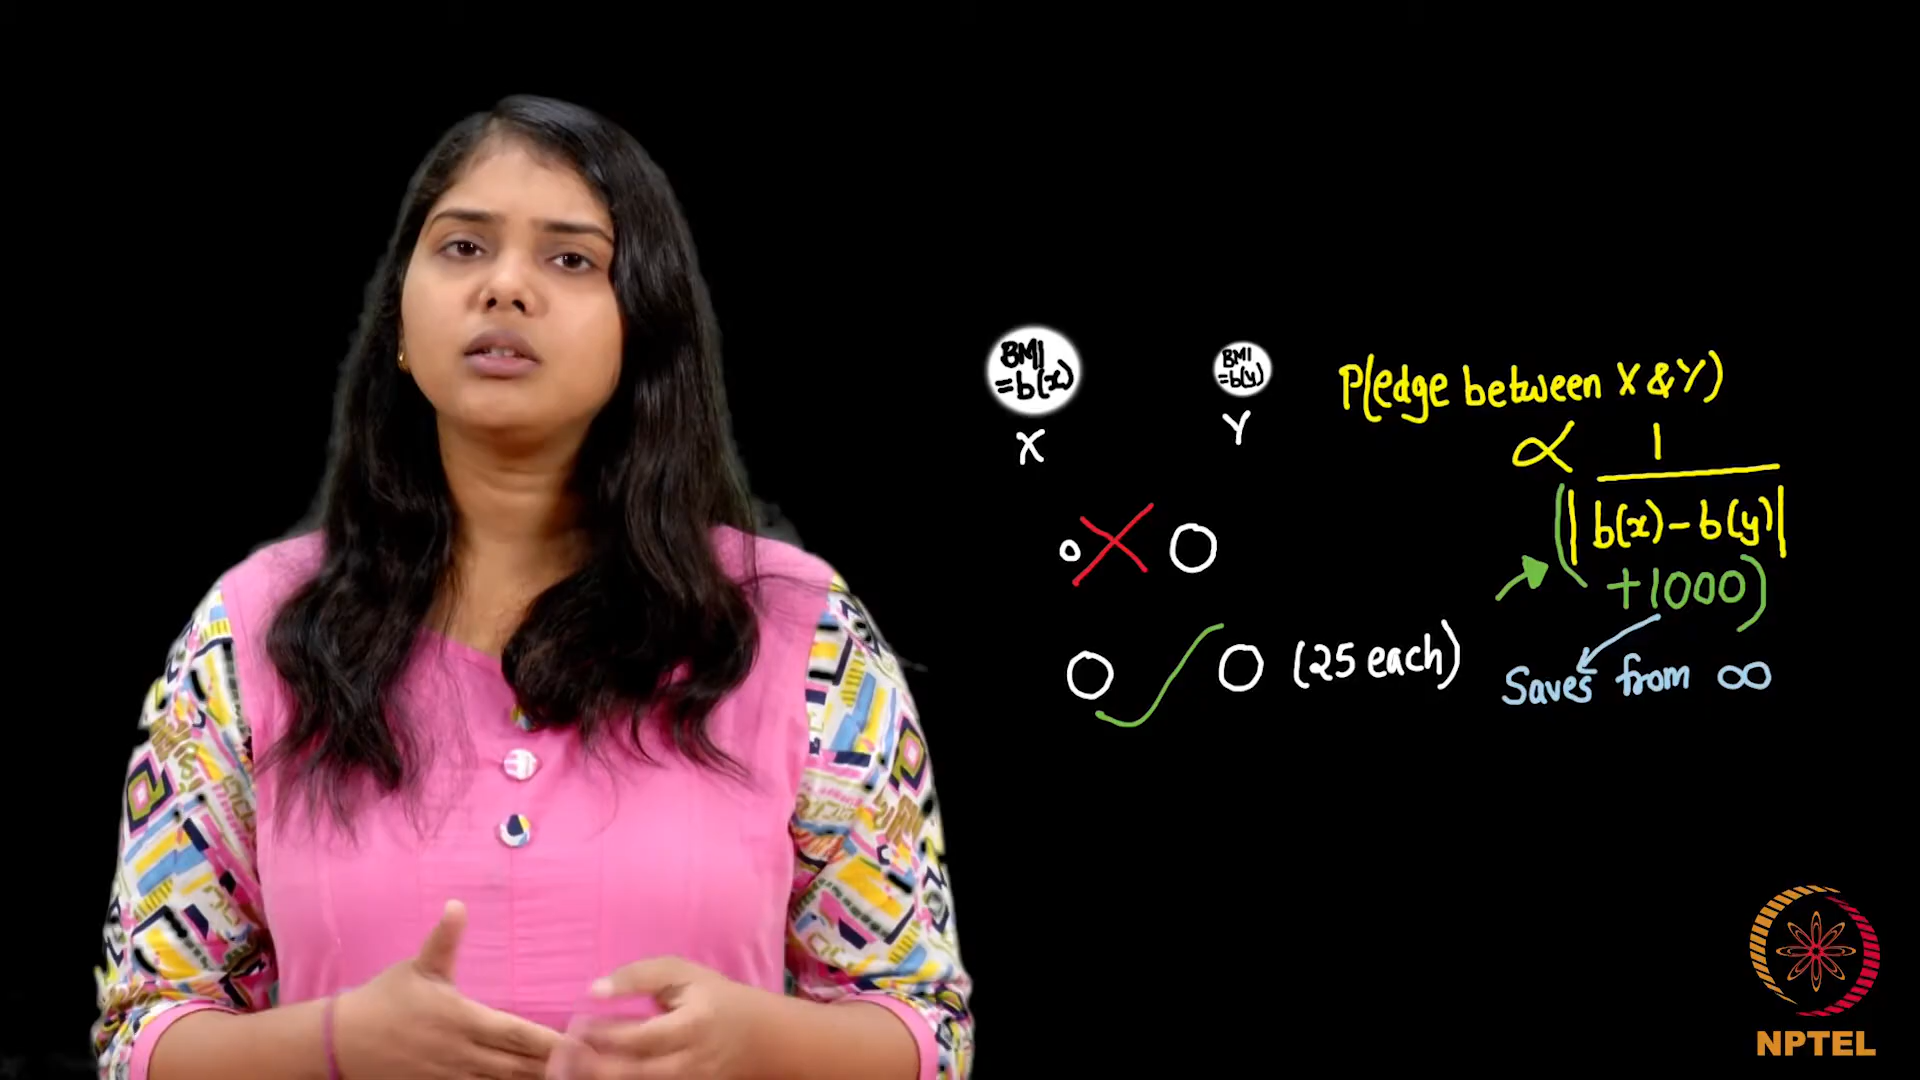 BMI
=b(x)
X
BMI
=b(y)
Y
Pledge between X & Y)
∝ 1
| b(x) - b(y) |
( +1000)
(25 each)
Saves from ∞
NPTEL